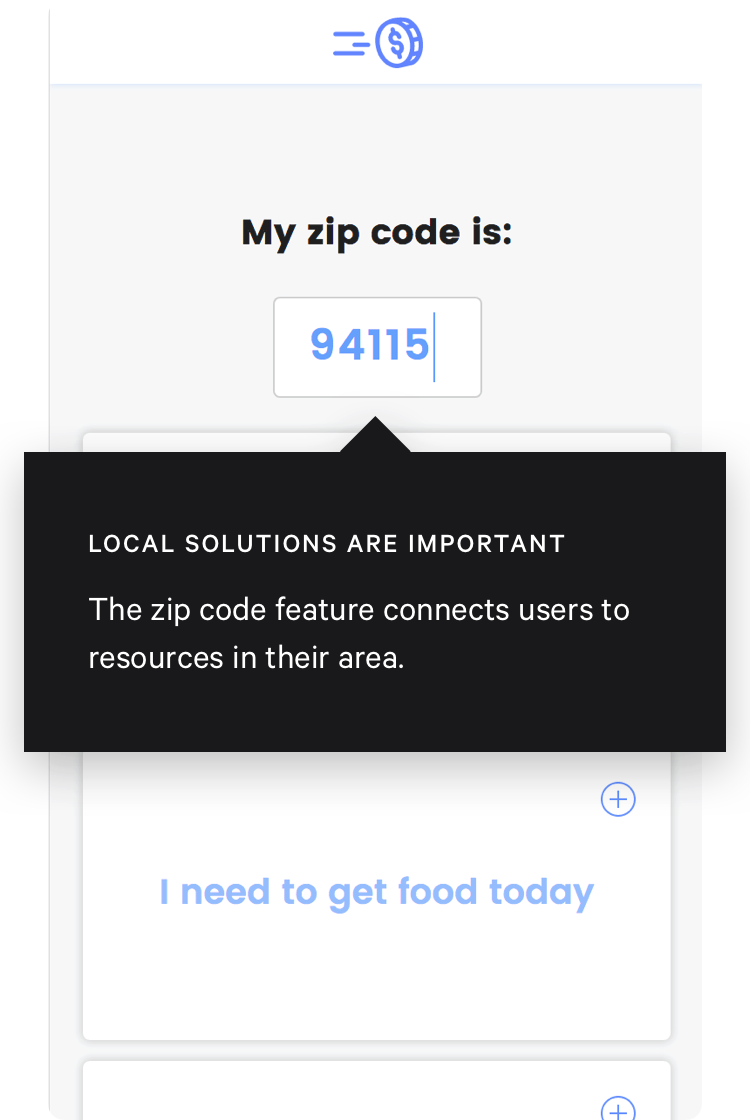 My zip code is:
94115
LOCAL SOLUTIONS ARE IMPORTANT
The zip code feature connects users to
resources in their area.
I need to get food today